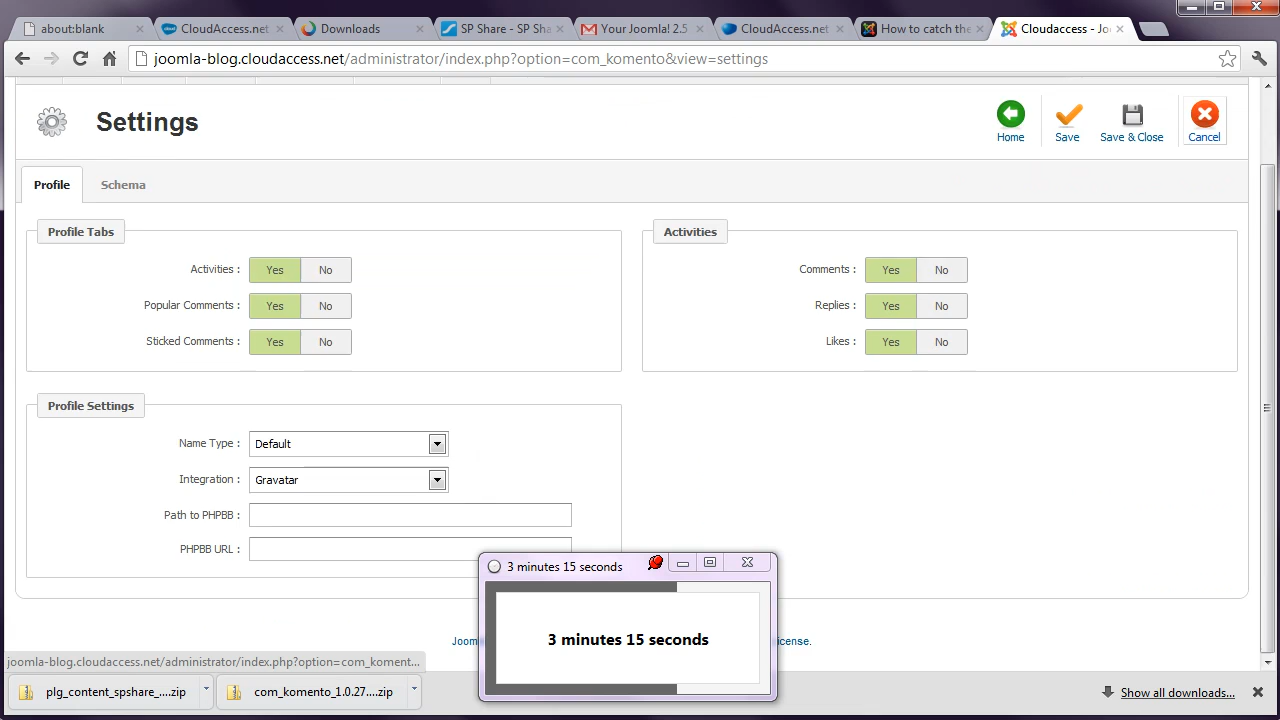 about:blank
CloudAccess.net
Downloads
SP Share - SP Sha
Your Joomla! 2.5
CloudAccess.net
How to catch the
Cloudaccess - Jo
joomla-blog.cloudaccess.net/administrator/index.php?option=com_komento&view=settings
Settings
Home
Save
Save & Close
Cancel
Profile
Schema
Profile Tabs
Activities : Yes No
Popular Comments : Yes No
Sticked Comments : Yes No
Activities
Comments : Yes No
Replies : Yes No
Likes : Yes No
Profile Settings
Name Type : Default
Integration : Gravatar
Path to PHPBB :
PHPBB URL :
3 minutes 15 seconds
3 minutes 15 seconds
Joom
icense.
joomla-blog.cloudaccess.net/administrator/index.php?option=com_koment...
plg_content_spshare_....zip
com_komento_1.0.27....zip
Show all downloads...